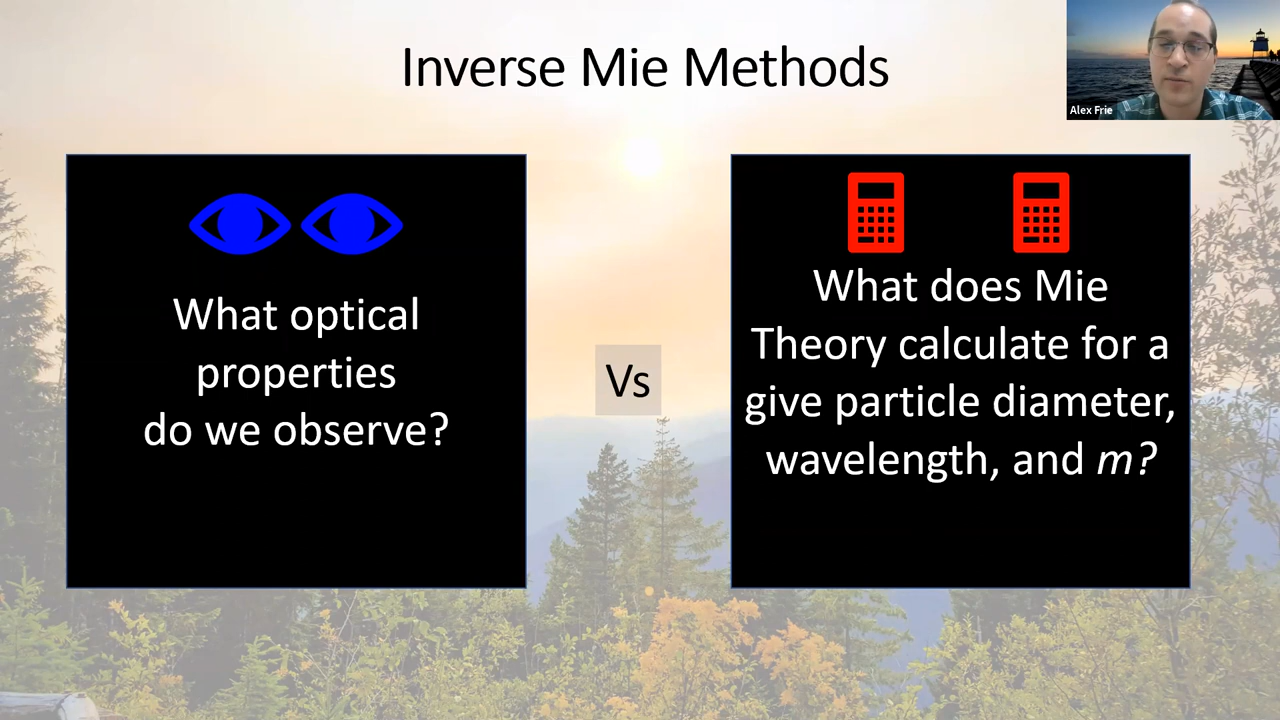 Inverse Mie Methods
Alex Frie
What optical
properties
do we observe?
Vs
What does Mie
Theory calculate for a
give particle diameter,
wavelength, and m?